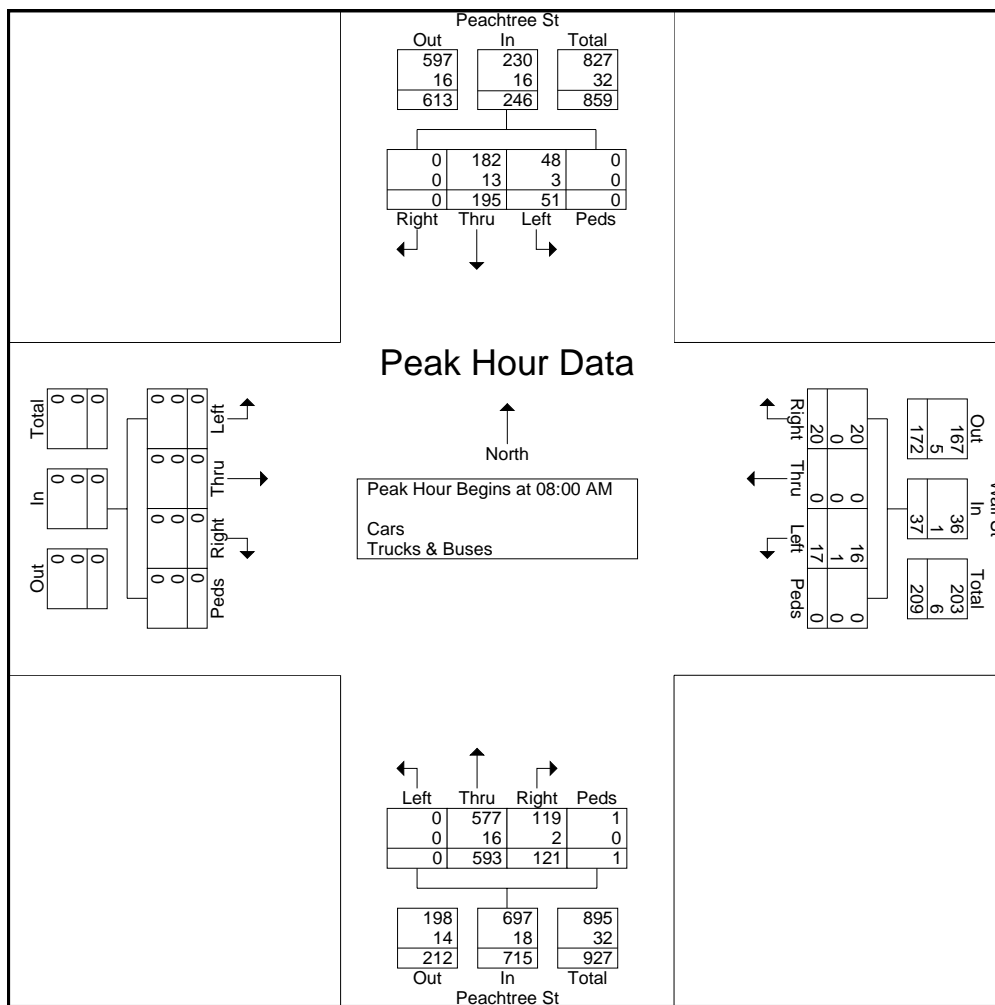 Peachtree St
Out In Total
597 230 827
16 16 32
613 246 859
0 182 48 0
0 13 3 0
0 195 51 0
Right Thru Left Peds
Peak Hour Data
North
Peak Hour Begins at 08:00 AM
Cars
Trucks & Buses
Left Thru Right Peds
0 0 0 0
0 0 0 0
0 0 0 0
Total In Out
0 0 0
0 0 0
0 0 0
Wall St
Out In Total
167 36 203
5 1 6
172 37 209
20 0 16 0
0 0 1 0
20 0 17 0
Right Thru Left Peds
Left Thru Right Peds
0 577 119 1
0 16 2 0
0 593 121 1
198 697 895
14 18 32
212 715 927
Out In Total
Peachtree St